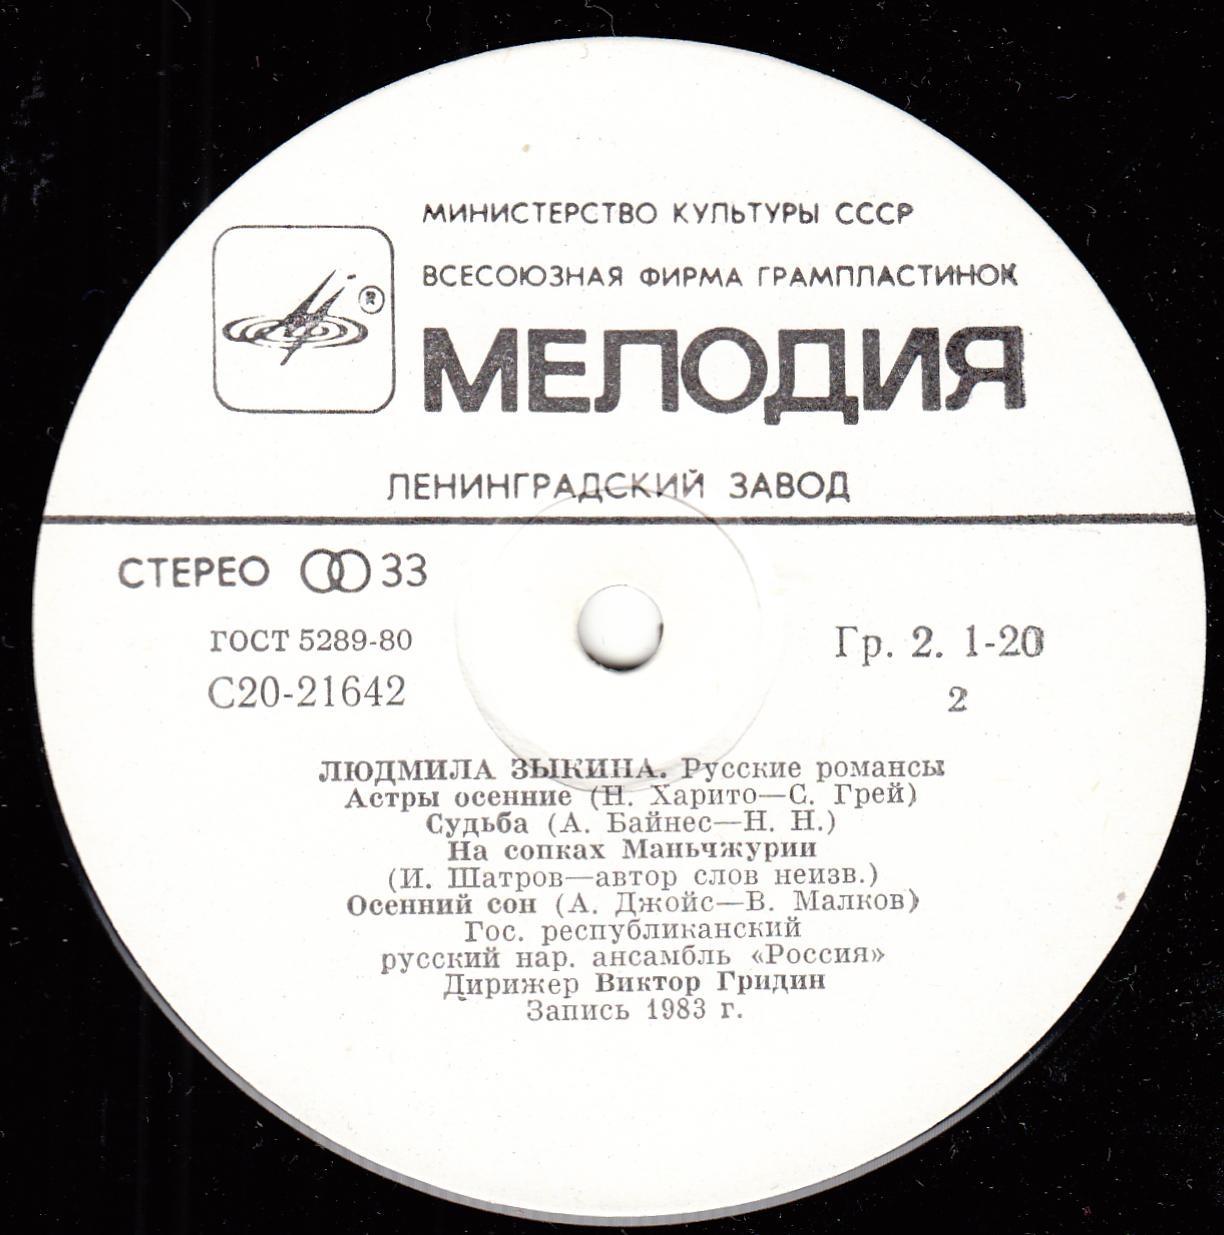 МИНИСТЕРСТВО КУЛЬТУРЫ СССР
ВСЕСОЮЗНАЯ ФИРМА ГРАМПЛАСТИНОК
®
МЕЛОДИЯ
ЛЕНИНГРАДСКИЙ ЗАВОД
СТЕРЕО 33
ГОСТ 5289-80
Гр. 2. 1-20
С20-21642
2
ЛЮДМИЛА ЗЫКИНА. Русские романсы
Астры осенние (Н. Харито—С. Грей)
Судьба (А. Байнес—Н. Н.)
На сопках Маньчжурии
(И. Шатров—автор слов неизв.)
Осенний сон (А. Джойс—В. Малков)
Гос. республиканский
русский нар. ансамбль «Россия»
Дирижер Виктор Гридин
Запись 1983 г.